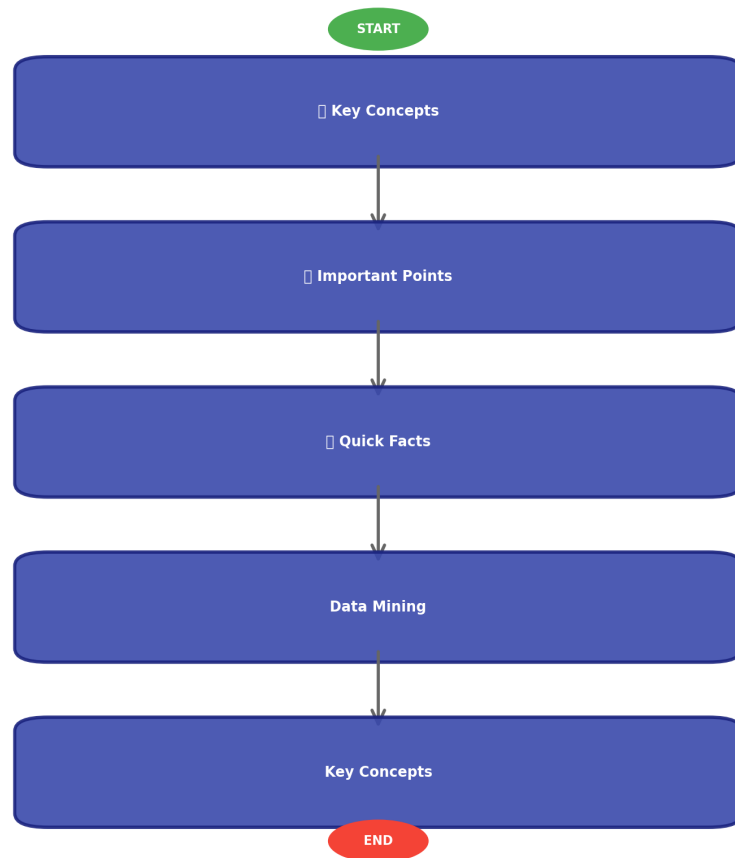 START
Key Concepts
Important Points
Quick Facts
Data Mining
Key Concepts
END